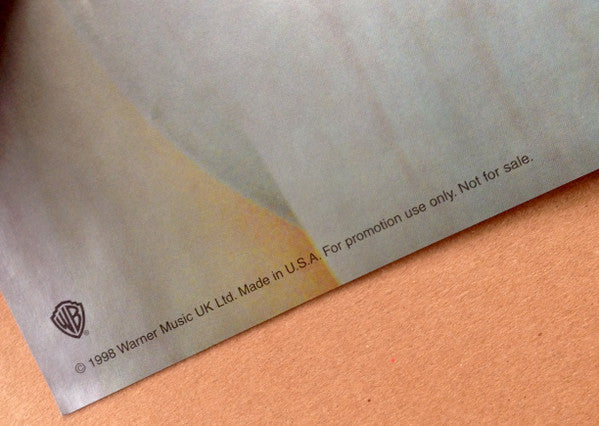 WB®
© 1998 Warner Music UK Ltd. Made in U.S.A. For promotion use only. Not for sale.